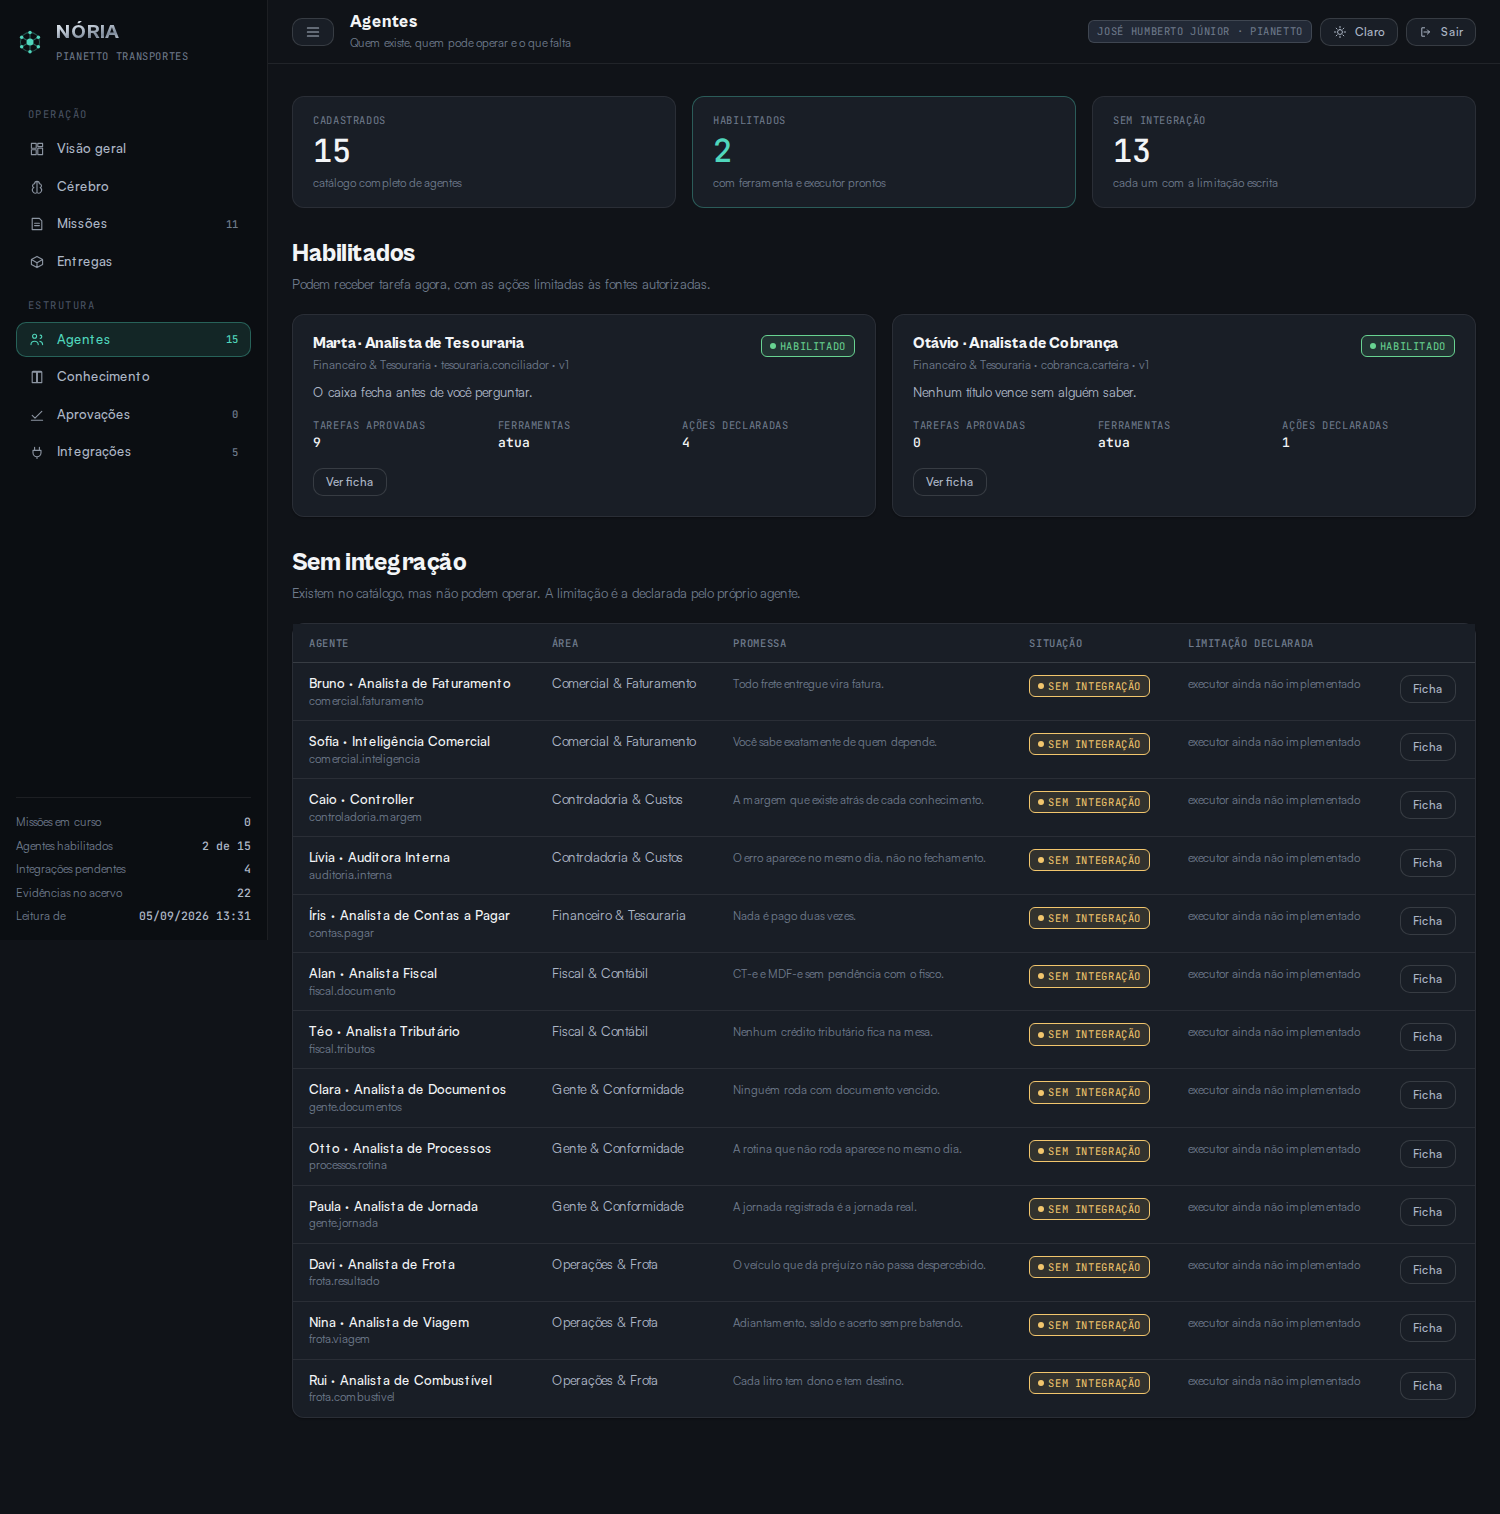 NÓRIA
PIANETTO TRANSPORTES
OPERAÇÃO
Visão geral
Cérebro
Missões 11
Entregas
ESTRUTURA
Agentes 15
Conhecimento
Aprovações 0
Integrações 5
Missões em curso 0
Agentes habilitados 2 de 15
Integrações pendentes 4
Evidências no acervo 22
Leitura de 05/09/2026 13:31
Agentes
Quem existe, quem pode operar e o que falta
JOSÉ HUMBERTO JÚNIOR · PIANETTO
Claro
Sair
CADASTRADOS
15
catálogo completo de agentes
HABILITADOS
2
com ferramenta e executor prontos
SEM INTEGRAÇÃO
13
cada um com a limitação escrita
Habilitados
Podem receber tarefa agora, com as ações limitadas às fontes autorizadas.
Marta · Analista de Tesouraria
HABILITADO
Financeiro & Tesouraria · tesouraria.conciliador · v1
O caixa fecha antes de você perguntar.
TAREFAS APROVADAS FERRAMENTAS AÇÕES DECLARADAS
9 atua 4
Ver ficha
Otávio · Analista de Cobrança
HABILITADO
Financeiro & Tesouraria · cobranca.carteira · v1
Nenhum título vence sem alguém saber.
TAREFAS APROVADAS FERRAMENTAS AÇÕES DECLARADAS
0 atua 1
Ver ficha
Sem integração
Existem no catálogo, mas não podem operar. A limitação é a declarada pelo próprio agente.
AGENTE ÁREA PROMESSA SITUAÇÃO LIMITAÇÃO DECLARADA
Bruno · Analista de Faturamento Comercial & Faturamento Todo frete entregue vira fatura. SEM INTEGRAÇÃO executor ainda não implementado Ficha
comercial.faturamento
Sofia · Inteligência Comercial Comercial & Faturamento Você sabe exatamente de quem depende. SEM INTEGRAÇÃO executor ainda não implementado Ficha
comercial.inteligencia
Caio · Controller Controladoria & Custos A margem que existe atrás de cada conhecimento. SEM INTEGRAÇÃO executor ainda não implementado Ficha
controladoria.margem
Lívia · Auditora Interna Controladoria & Custos O erro aparece no mesmo dia, não no fechamento. SEM INTEGRAÇÃO executor ainda não implementado Ficha
auditoria.interna
Íris · Analista de Contas a Pagar Financeiro & Tesouraria Nada é pago duas vezes. SEM INTEGRAÇÃO executor ainda não implementado Ficha
contas.pagar
Alan · Analista Fiscal Fiscal & Contábil CT-e e MDF-e sem pendência com o fisco. SEM INTEGRAÇÃO executor ainda não implementado Ficha
fiscal.documento
Téo · Analista Tributário Fiscal & Contábil Nenhum crédito tributário fica na mesa. SEM INTEGRAÇÃO executor ainda não implementado Ficha
fiscal.tributos
Clara · Analista de Documentos Gente & Conformidade Ninguém roda com documento vencido. SEM INTEGRAÇÃO executor ainda não implementado Ficha
gente.documentos
Otto · Analista de Processos Gente & Conformidade A rotina que não roda aparece no mesmo dia. SEM INTEGRAÇÃO executor ainda não implementado Ficha
processos.rotina
Paula · Analista de Jornada Gente & Conformidade A jornada registrada é a jornada real. SEM INTEGRAÇÃO executor ainda não implementado Ficha
gente.jornada
Davi · Analista de Frota Operações & Frota O veículo que dá prejuízo não passa despercebido. SEM INTEGRAÇÃO executor ainda não implementado Ficha
frota.resultado
Nina · Analista de Viagem Operações & Frota Adiantamento, saldo e acerto sempre batendo. SEM INTEGRAÇÃO executor ainda não implementado Ficha
frota.viagem
Rui · Analista de Combustível Operações & Frota Cada litro tem dono e tem destino. SEM INTEGRAÇÃO executor ainda não implementado Ficha
frota.combustivel